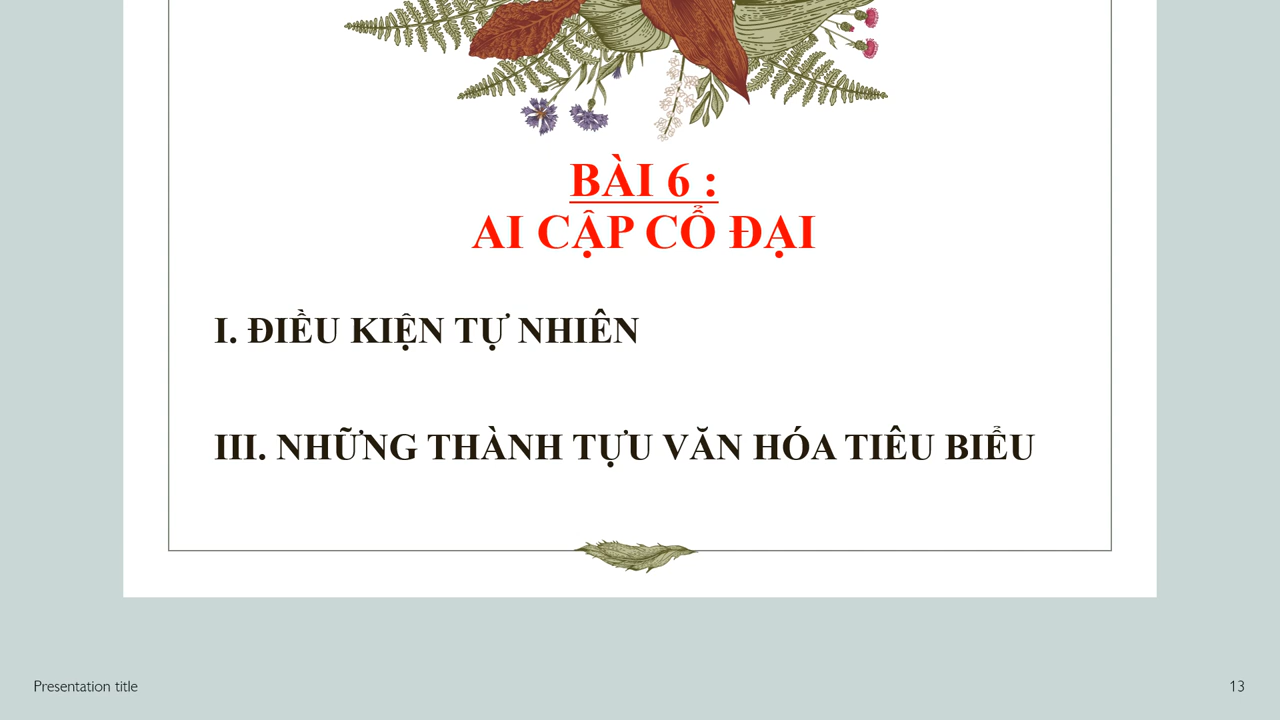 BÀI 6 :
AI CẬP CỔ ĐẠI
I. ĐIỀU KIỆN TỰ NHIÊN
III. NHỮNG THÀNH TỰU VĂN HÓA TIÊU BIỂU
Presentation title
13